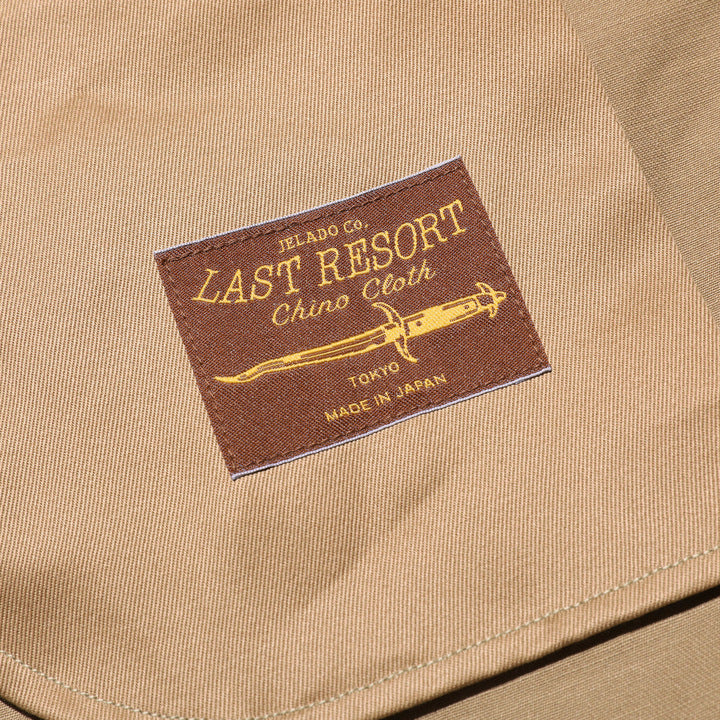 JELADO Co.
LAST RESORT
Chino Cloth
TOKYO
MADE IN JAPAN